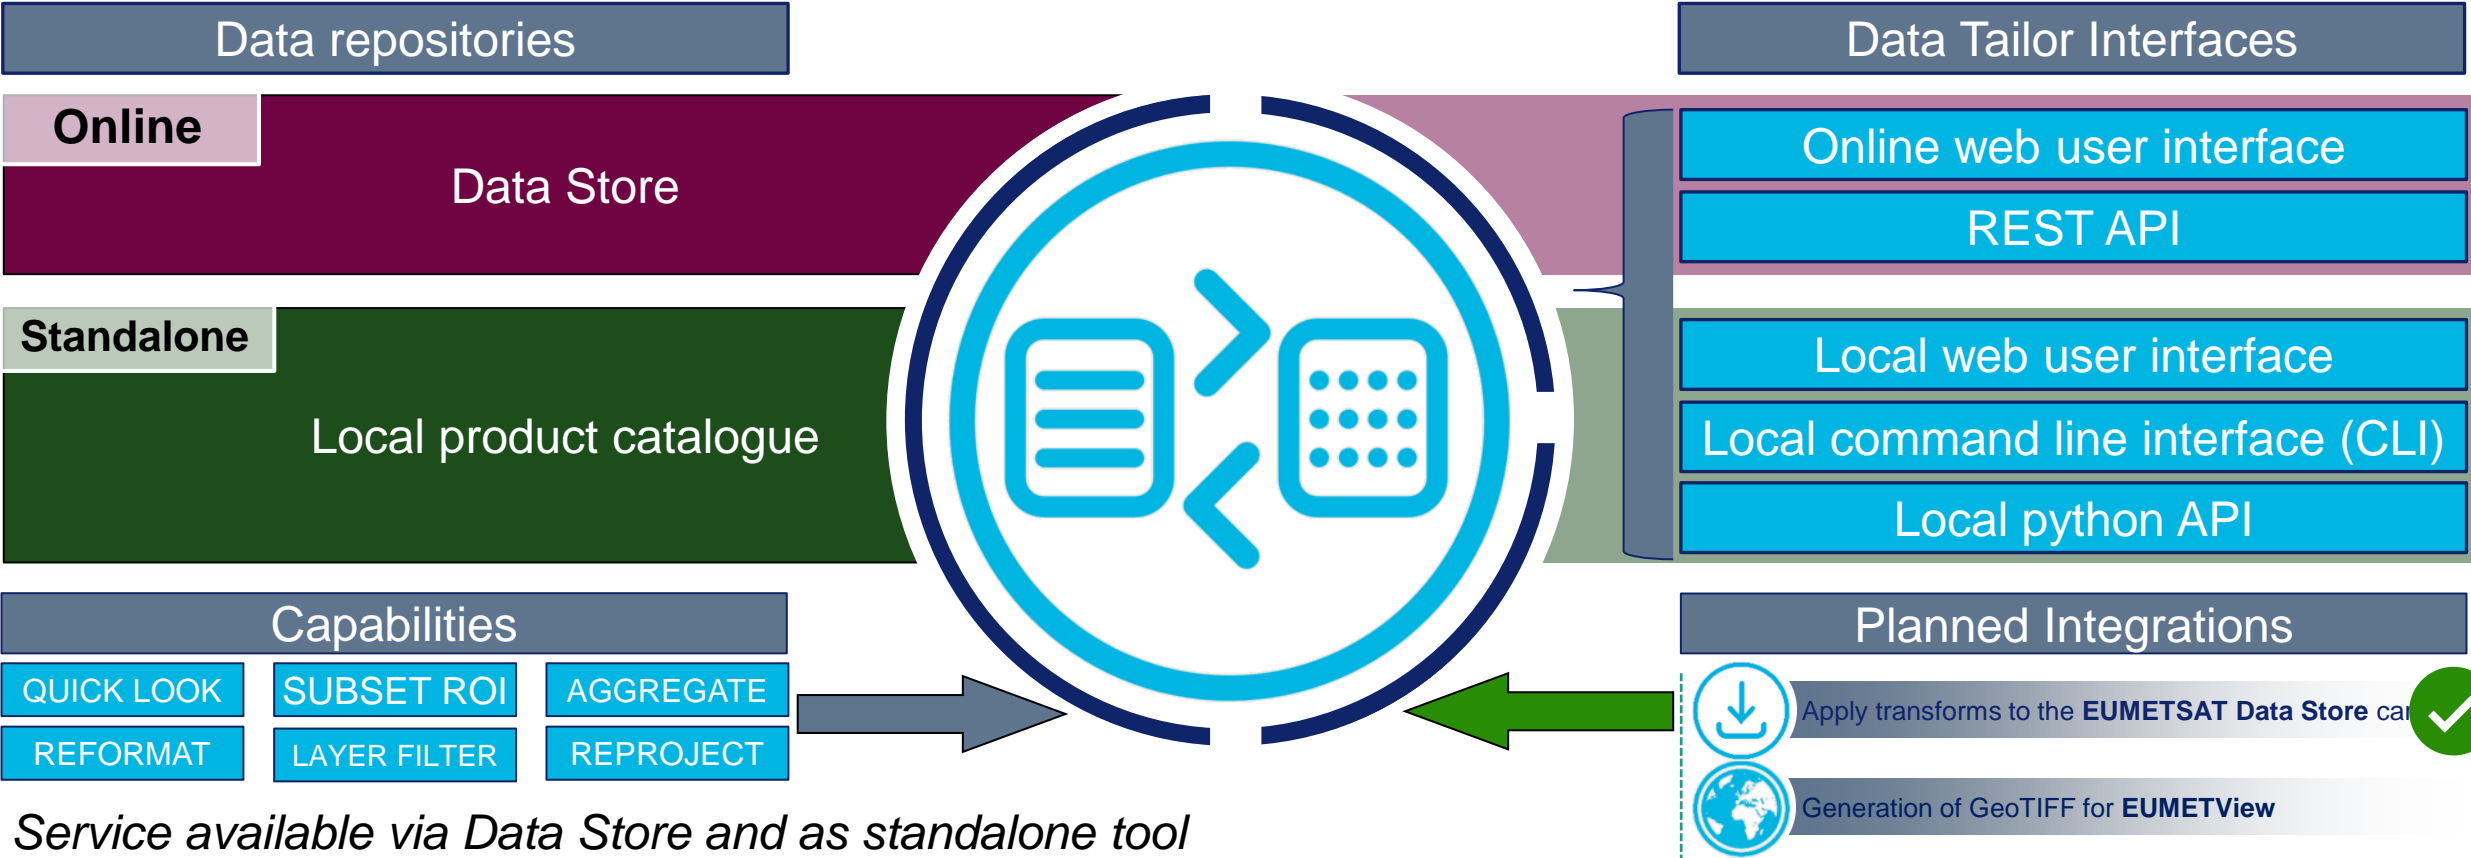 Data repositories
Data Tailor Interfaces
Online
Data Store
Online web user interface
REST API
Standalone
Local product catalogue
Local web user interface
Local command line interface (CLI)
Local python API
Capabilities
QUICK LOOK
SUBSET ROI
AGGREGATE
REFORMAT
LAYER FILTER
REPROJECT
Planned Integrations
Apply transforms to the EUMETSAT Data Store
Generation of GeoTIFF for EUMETView
Service available via Data Store and as standalone tool